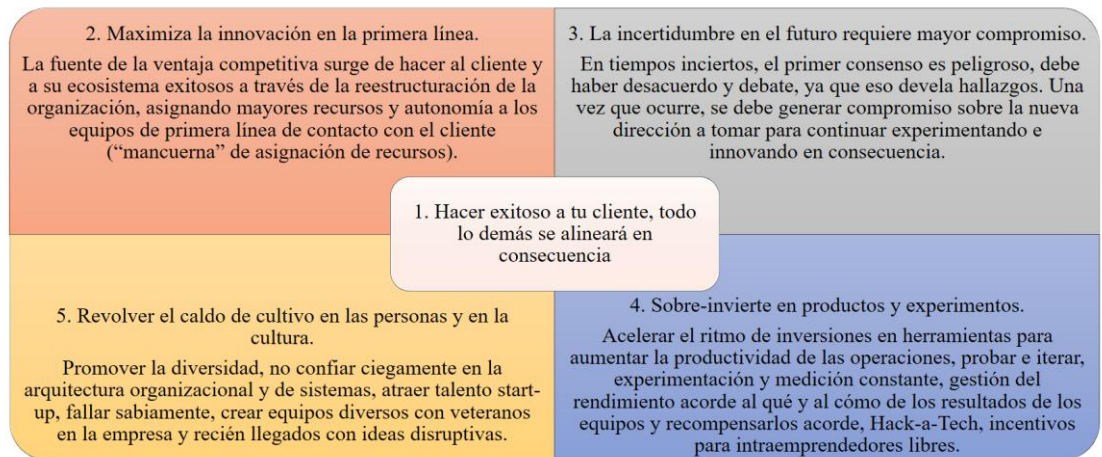 2. Maximiza la innovación en la primera línea.
La fuente de la ventaja competitiva surge de hacer al cliente y
a su ecosistema exitosos a través de la reestructuración de la
organización, asignando mayores recursos y autonomía a los
equipos de primera línea de contacto con el cliente
(“mancuerna” de asignación de recursos).
3. La incertidumbre en el futuro requiere mayor compromiso.
En tiempos inciertos, el primer consenso es peligroso, debe
haber desacuerdo y debate, ya que eso devela hallazgos. Una
vez que ocurre, se debe generar compromiso sobre la nueva
dirección a tomar para continuar experimentando e
innovando en consecuencia.
1. Hacer exitoso a tu cliente, todo
lo demás se alineará en
consecuencia
5. Revolver el caldo de cultivo en las personas y en la
cultura.
Promover la diversidad, no confiar ciegamente en la
arquitectura organizacional y de sistemas, atraer talento start-
up, fallar sabiamente, crear equipos diversos con veteranos
en la empresa y recién llegados con ideas disruptivas.
4. Sobre-invierte en productos y experimentos.
Acelerar el ritmo de inversiones en herramientas para
aumentar la productividad de las operaciones, probar e iterar,
experimentación y medición constante, gestión del
rendimiento acorde al qué y al cómo de los resultados de los
equipos y recompensarlos acorde, Hack-a-Tech, incentivos
para intraemprendedores libres.